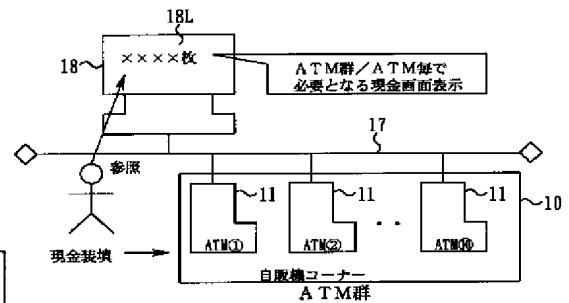 18L
18
××××枚
ATM群/ATM毎で
必要となる現金画面表示
17
参照
11
11
11
10
ATM①
ATM②
・・
現金装填
自販機コーナー
ATM群